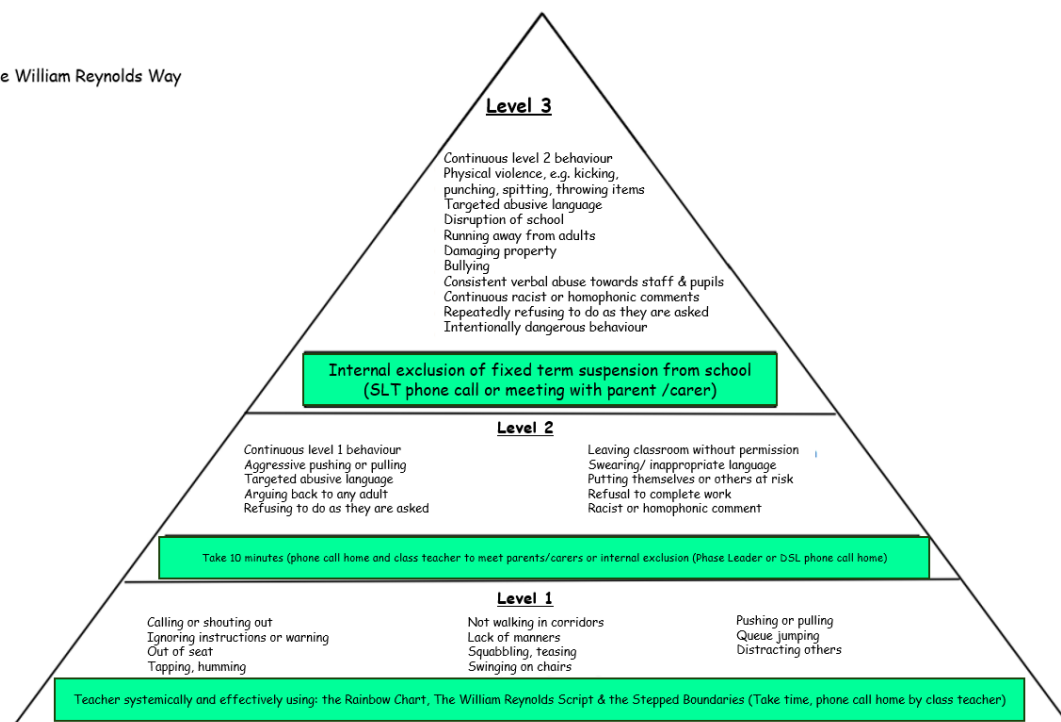 e William Reynolds Way
Level 3
Continuous level 2 behaviour
Physical violence, e.g. kicking,
punching, spitting, throwing items
Targeted abusive language
Disruption of school
Running away from adults
Damaging property
Bullying
Consistent verbal abuse towards staff & pupils
Continuous racist or homophonic comments
Repeatedly refusing to do as they are asked
Intentionally dangerous behaviour
Internal exclusion of fixed term suspension from school
(SLT phone call or meeting with parent /carer)
Level 2
Continuous level 1 behaviour
Aggressive pushing or pulling
Targeted abusive language
Arguing back to any adult
Refusing to do as they are asked
Leaving classroom without permission
Swearing/ inappropriate language
Putting themselves or others at risk
Refusal to complete work
Racist or homophonic comment
Take 10 minutes (phone call home and class teacher to meet parents/carers or internal exclusion (Phase Leader or DSL phone call home)
Level 1
Calling or shouting out
Ignoring instructions or warning
Out of seat
Tapping, humming
Not walking in corridors
Lack of manners
Squabbling, teasing
Swinging on chairs
Pushing or pulling
Queue jumping
Distracting others
Teacher systemically and effectively using: the Rainbow Chart, The William Reynolds Script & the Stepped Boundaries (Take time, phone call home by class teacher)